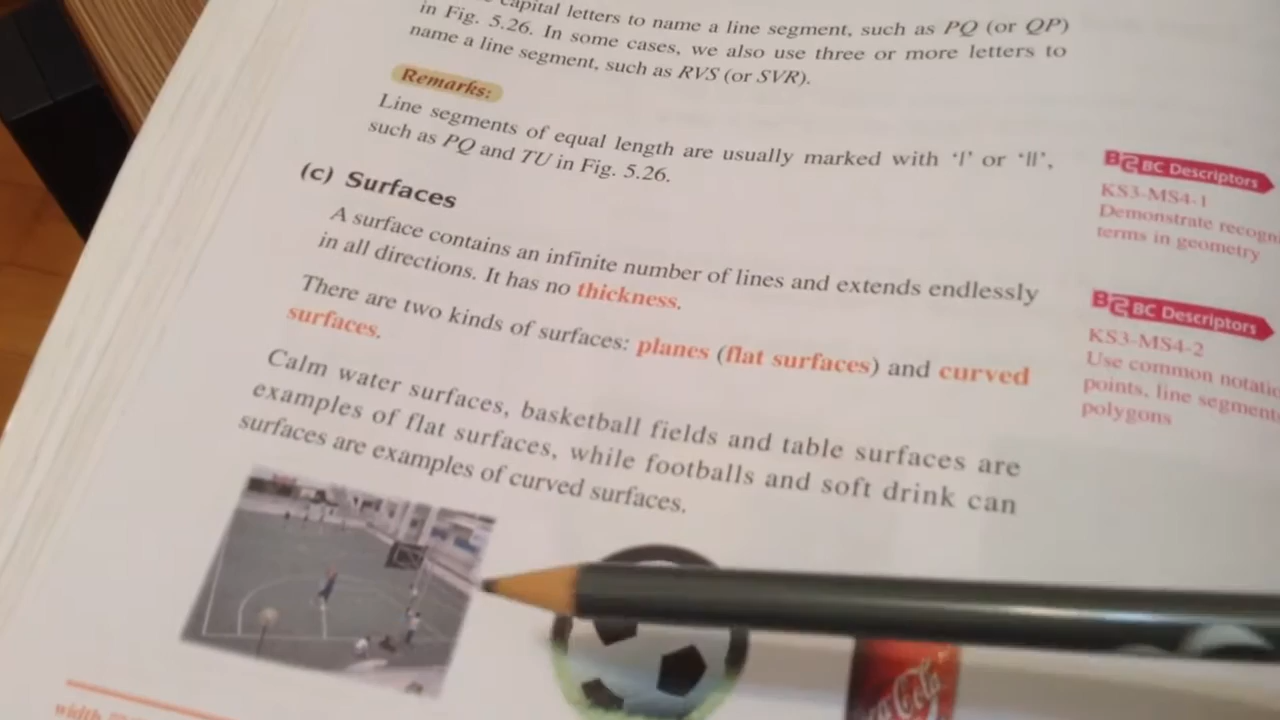 capital letters to name a line segment, such as PQ (or QP)
in Fig. 5.26. In some cases, we also use three or more letters to
name a line segment, such as RVS (or SVR).
Remarks:
Line segments of equal length are usually marked with ‘|’ or ‘||’,
such as PQ and TU in Fig. 5.26.
(c) Surfaces
A surface contains an infinite number of lines and extends endlessly
in all directions. It has no thickness.
There are two kinds of surfaces: planes (flat surfaces) and curved
surfaces.
Calm water surfaces, basketball fields and table surfaces are
examples of flat surfaces, while footballs and soft drink can
surfaces are examples of curved surfaces.
BC Descriptors
KS3-MS4-1
Demonstrate recogn
terms in geometry
BC Descriptors
KS3-MS4-2
Use common notatio
points, line segment
polygons
Cola
width